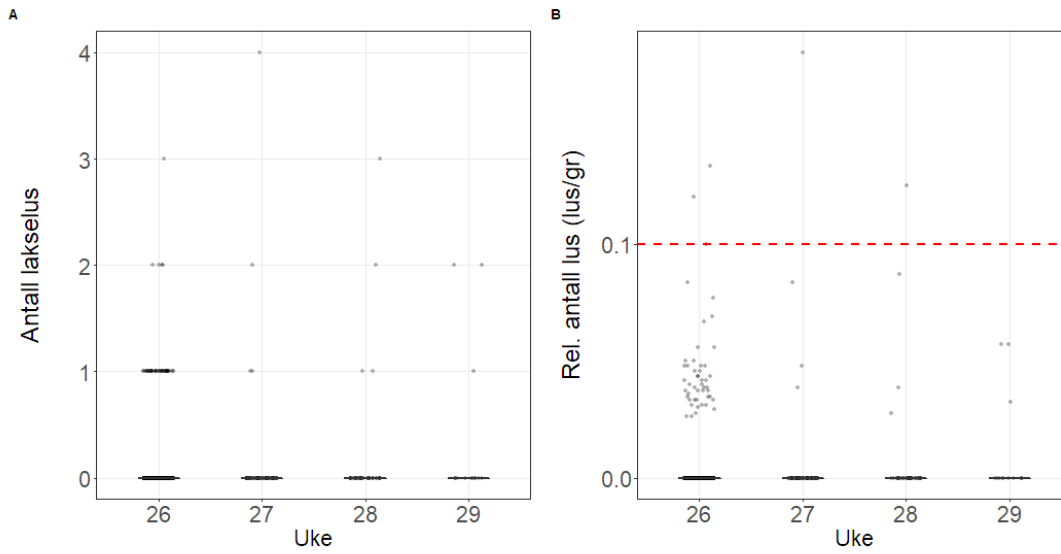 A
Antall lakselus
4
3
2
1
0
26 27 28 29
Uke
B
Rel. antall lus (lus/gr)
0.1
0.0
26 27 28 29
Uke